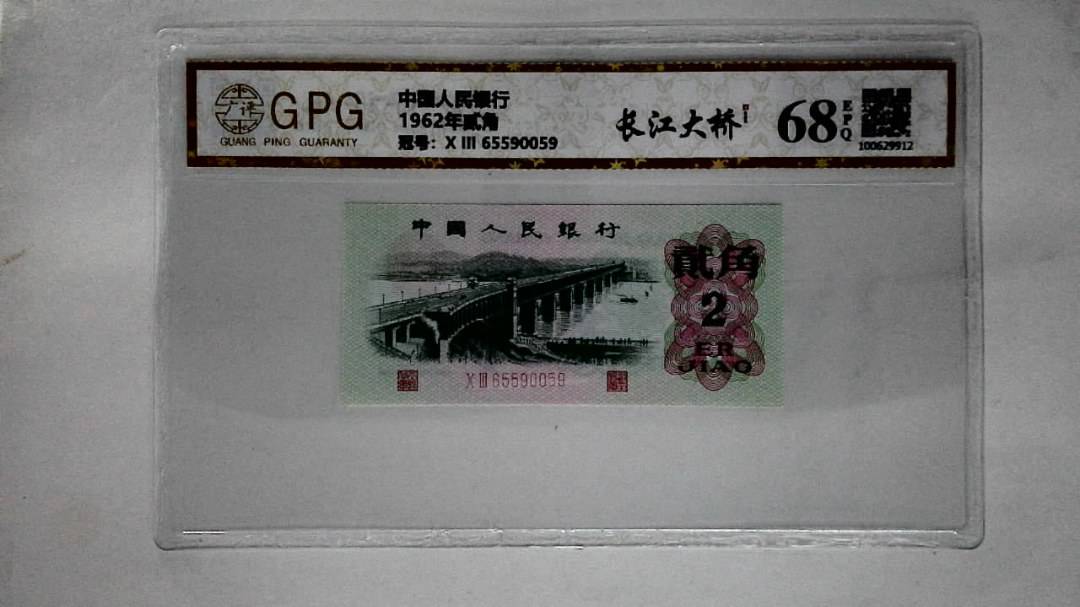 GPG
GUANG PING GUARANTY
中国人民银行
1962年贰角
冠号：X III 65590059
长江大桥
68
EPQ
100629912
中國人民銀行
貳角
2
ER
JIAO
X III 65590059